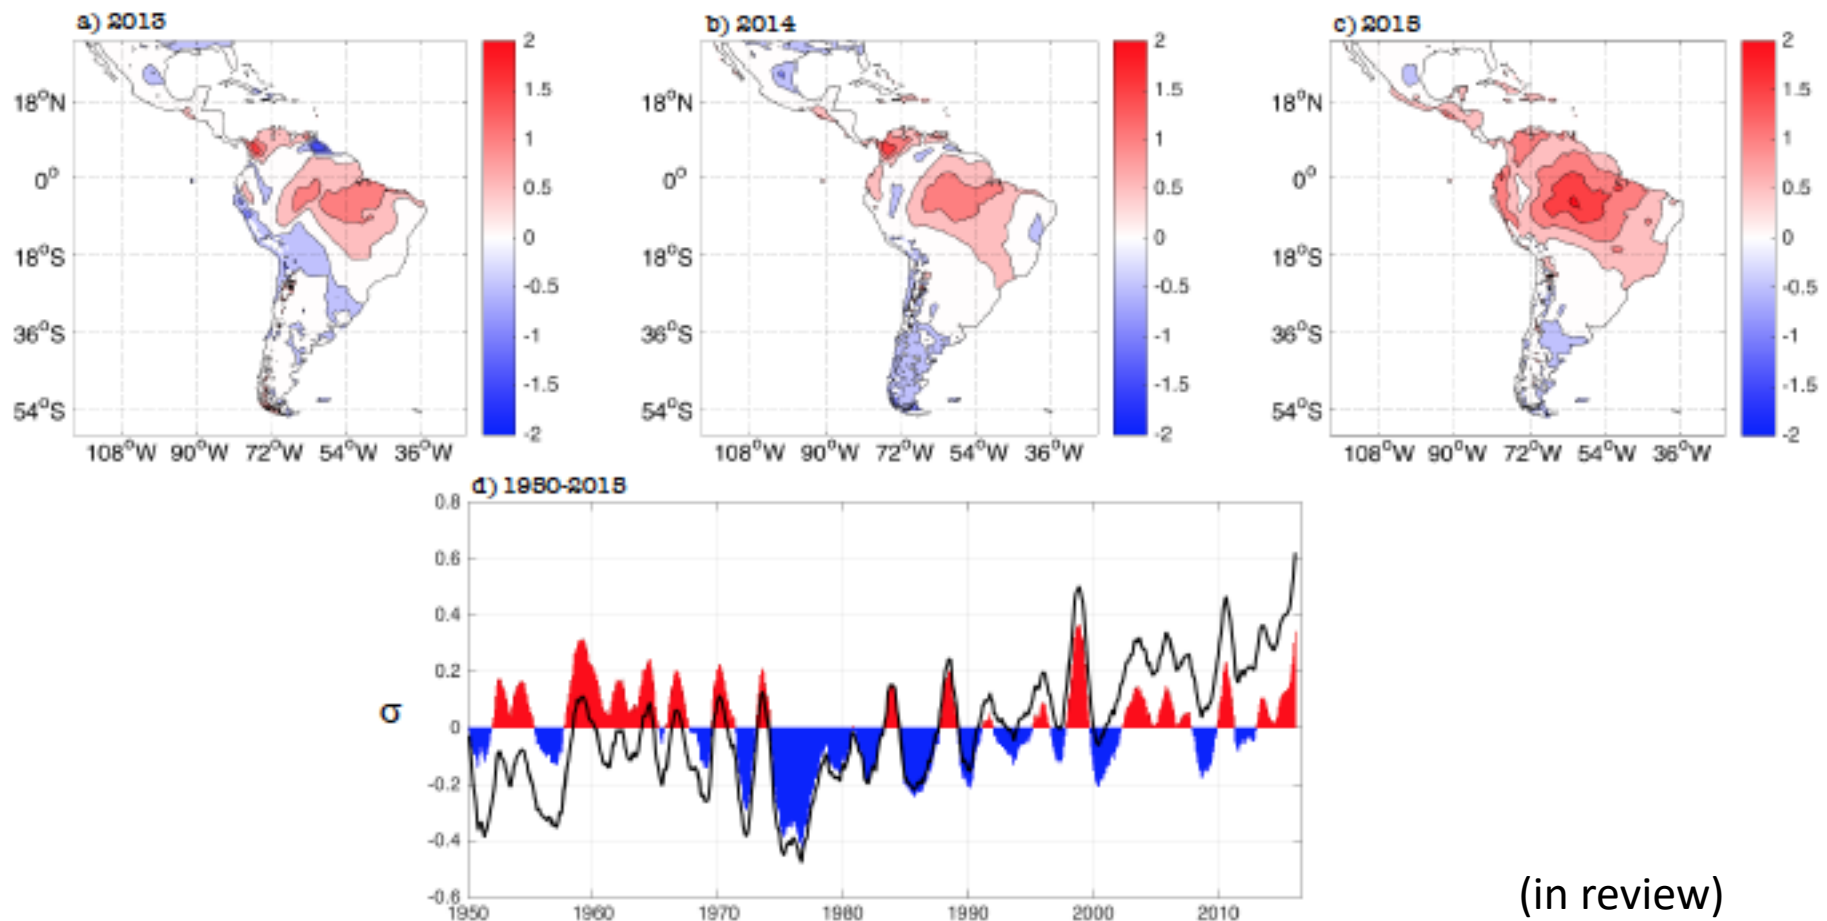 a) 2013
b) 2014
c) 2015
2
1.5
1
0.5
0
-0.5
-1
-1.5
-2
18°N
0°
18°S
36°S
54°S
108°W 90°W 72°W 54°W 36°W
2
1.5
1
0.5
0
-0.5
-1
-1.5
-2
18°N
0°
18°S
36°S
54°S
108°W 90°W 72°W 54°W 36°W
2
1.5
1
0.5
0
-0.5
-1
-1.5
-2
18°N
0°
18°S
36°S
54°S
108°W 90°W 72°W 54°W 36°W
d) 1950-2015
0.8
0.6
0.4
0.2
0
-0.2
-0.4
-0.6
σ
1950 1960 1970 1980 1990 2000 2010
(in review)